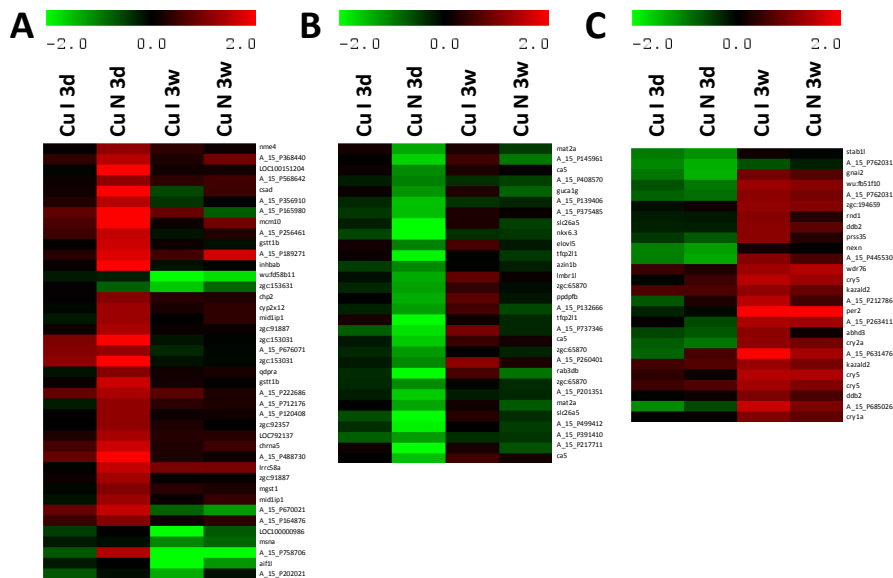 A
-2.0 0.0 2.0
Cu I 3d
Cu N 3d
Cu I 3w
Cu N 3w
nme4
A_15_P368440
LOC100151204
A_15_P568642
csad
A_15_P356910
A_15_P165980
mcm10
A_15_P256461
gstt1b
A_15_P189271
inhbab
wu:fd58b11
zgc:153631
chp2
cyp2x12
mid1ip1
zgc:91887
zgc:153031
A_15_P676071
zgc:153031
qdpra
gstt1b
A_15_P222686
A_15_P712176
A_15_P120408
zgc:92357
LOC792137
chrna5
A_15_P488730
lrrc58a
zgc:91887
mgst1
mid1ip1
A_15_P670021
A_15_P164876
LOC100000986
msna
A_15_P758706
aif1l
A_15_P202021
B
-2.0 0.0 2.0
Cu I 3d
Cu N 3d
Cu I 3w
Cu N 3w
mat2a
A_15_P145961
ca5
A_15_P408570
guca1g
A_15_P139406
A_15_P375485
slc26a5
nkx6.3
elovl5
tfcp2l1
azin1b
lmbr1l
zgc:65870
ppdpfb
A_15_P132666
tfcp2l1
A_15_P737346
ca5
zgc:65870
A_15_P260401
rab3db
zgc:65870
A_15_P201351
mat2a
slc26a5
A_15_P499412
A_15_P391410
A_15_P217711
ca5
C
-2.0 0.0 2.0
Cu I 3d
Cu N 3d
Cu I 3w
Cu N 3w
stab1l
A_15_P762031
gnai2
wu:fb51f10
A_15_P762031
zgc:194659
rnd1
ddb2
prss35
nexn
A_15_P445530
wdr76
cry5
kazald2
A_15_P212786
per2
A_15_P263411
abhd3
cry2a
A_15_P631476
kazald2
cry5
cry5
ddb2
A_15_P685026
cry1a